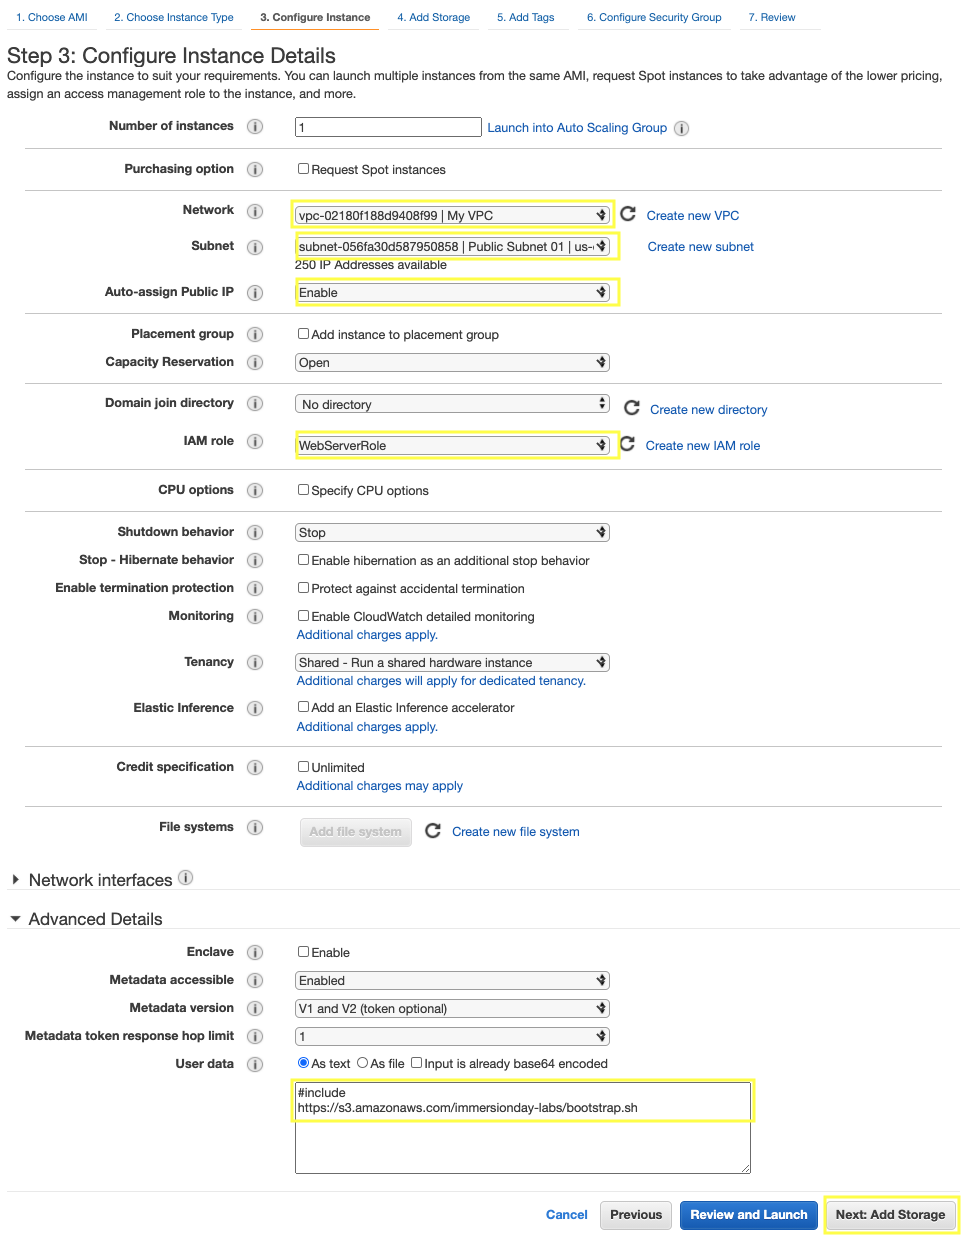 1. Choose AMI 2. Choose Instance Type 3. Configure Instance 4. Add Storage 5. Add Tags 6. Configure Security Group 7. Review
Step 3: Configure Instance Details
Configure the instance to suit your requirements. You can launch multiple instances from the same AMI, request Spot instances to take advantage of the lower pricing,
assign an access management role to the instance, and more.
Number of instances 1 Launch into Auto Scaling Group
Purchasing option Request Spot instances
Network vpc-02180f188d9408f99 | My VPC Create new VPC
Subnet subnet-056fa30d587950858 | Public Subnet 01 | us- Create new subnet
250 IP Addresses available
Auto-assign Public IP Enable
Placement group Add instance to placement group
Capacity Reservation Open
Domain join directory No directory Create new directory
IAM role WebServerRole Create new IAM role
CPU options Specify CPU options
Shutdown behavior Stop
Stop - Hibernate behavior Enable hibernation as an additional stop behavior
Enable termination protection Protect against accidental termination
Monitoring Enable CloudWatch detailed monitoring
Additional charges apply.
Tenancy Shared - Run a shared hardware instance
Additional charges will apply for dedicated tenancy.
Elastic Inference Add an Elastic Inference accelerator
Additional charges apply.
Credit specification Unlimited
Additional charges may apply
File systems Add file system Create new file system
Network interfaces
Advanced Details
Enclave Enable
Metadata accessible Enabled
Metadata version V1 and V2 (token optional)
Metadata token response hop limit 1
User data As text As file Input is already base64 encoded
#include
https://s3.amazonaws.com/immersionday-labs/bootstrap.sh
Cancel Previous Review and Launch Next: Add Storage